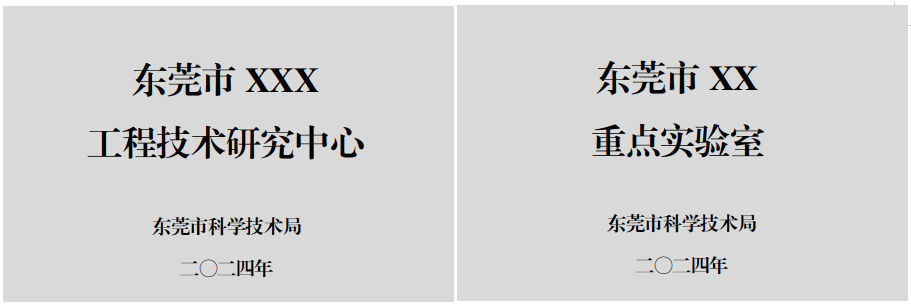 东莞市 XXX
工程技术研究中心
东莞市科学技术局
二〇二四年
东莞市 XX
重点实验室
东莞市科学技术局
二〇二四年